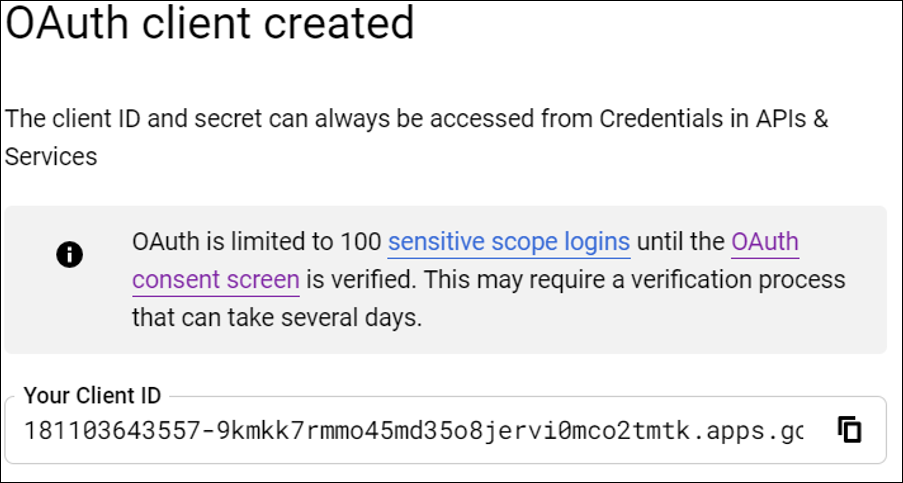 OAuth client created
The client ID and secret can always be accessed from Credentials in APIs &
Services
OAuth is limited to 100 sensitive scope logins until the OAuth
consent screen is verified. This may require a verification process
that can take several days.
Your Client ID
181103643557-9kmkk7rmmo45md35o8jervi0mco2tmtk.apps.go